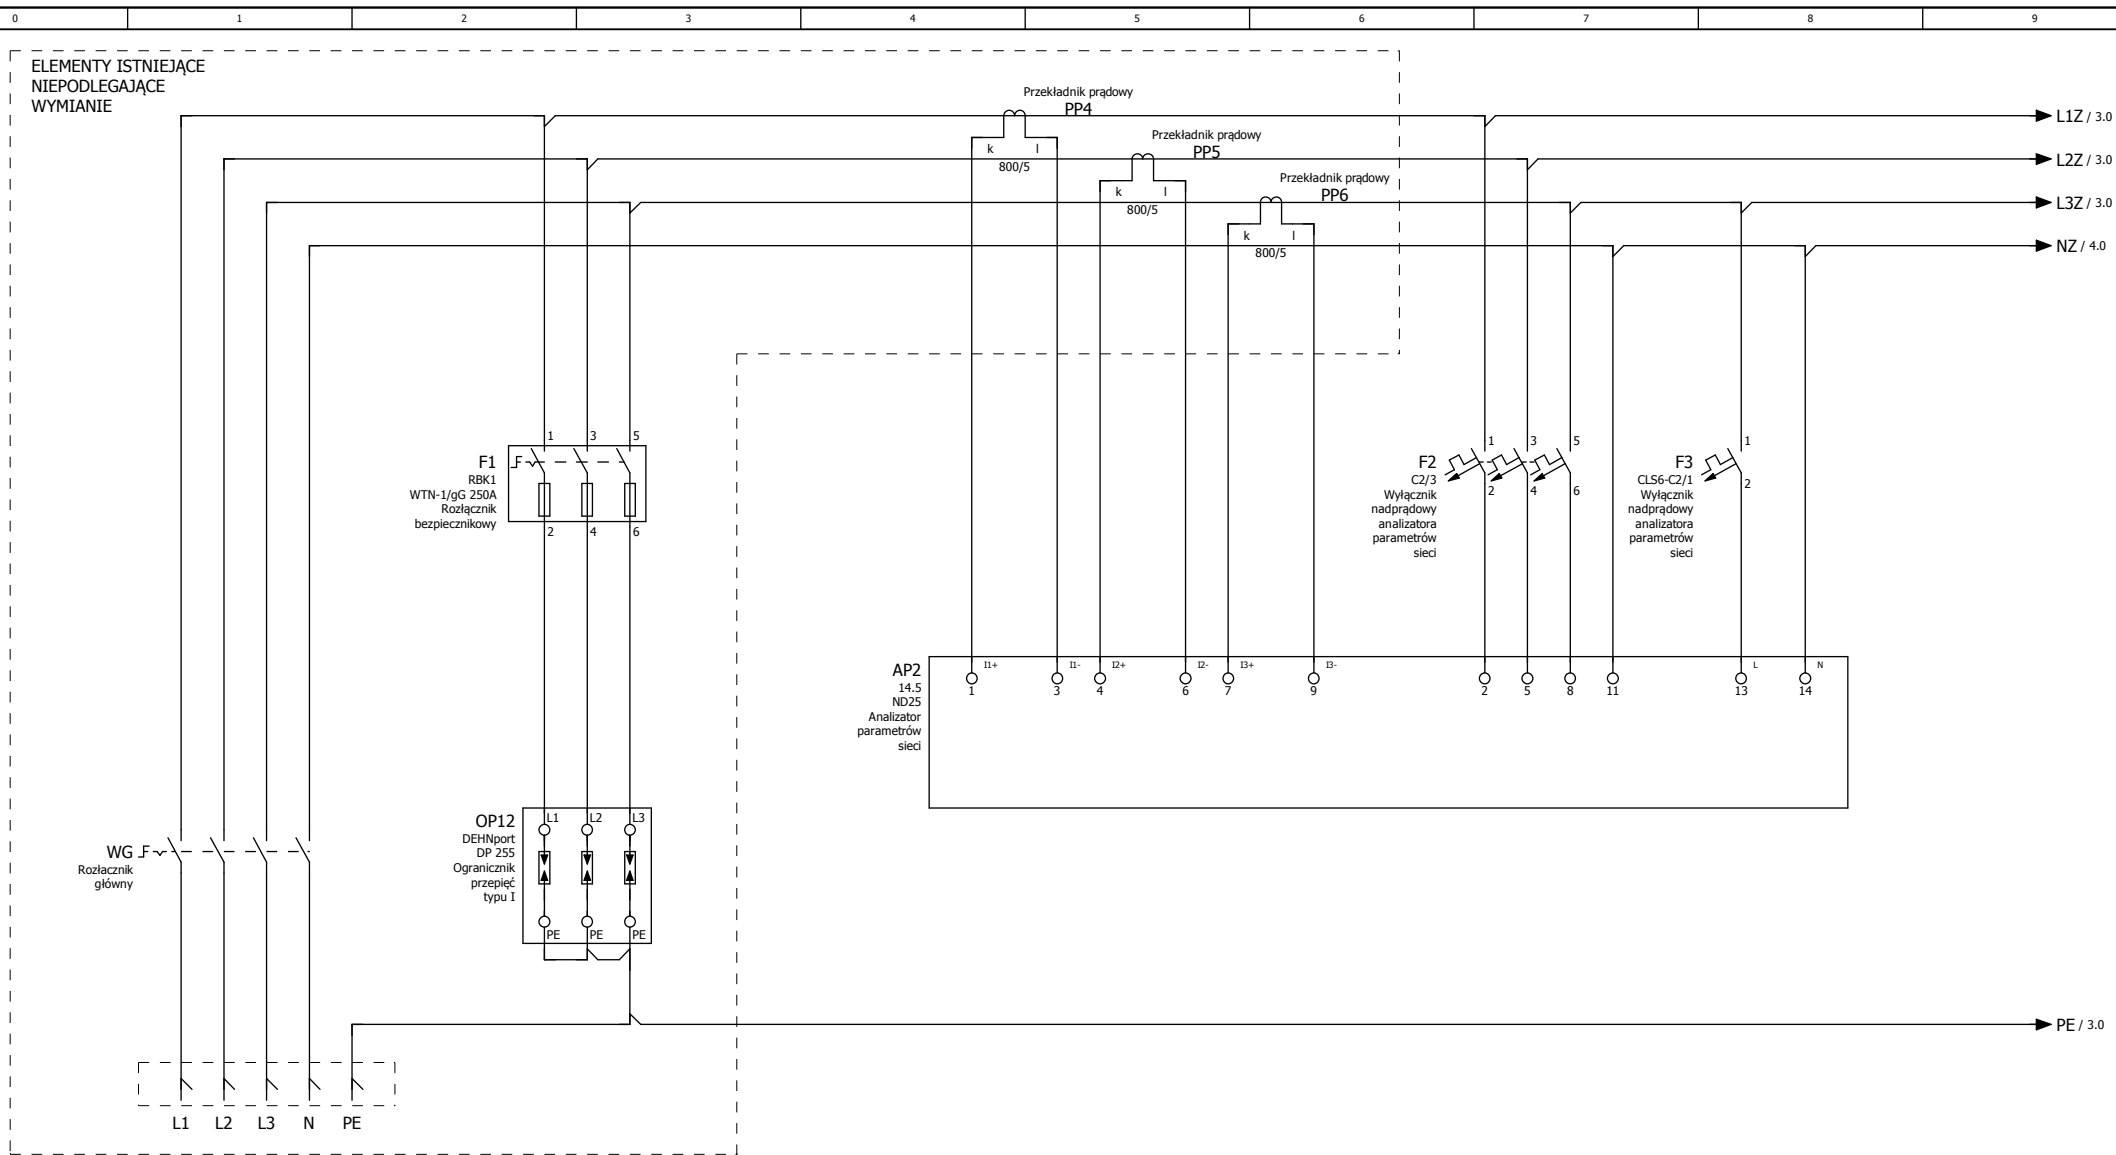 0 1 2 3 4 5 6 7 8 9
ELEMENTY ISTNIEJĄCE
NIEPODLEGAJĄCE
WYMIANIE
Przekładnik prądowy
PP4
k l
800/5
Przekładnik prądowy
PP5
k l
800/5
Przekładnik prądowy
PP6
k l
800/5
L1Z / 3.0
L2Z / 3.0
L3Z / 3.0
NZ / 4.0
1 3 5
F1
RBK1
WTN-1/gG 250A
Rozłącznik
bezpiecznikowy
2 4 6
1 3 5
F2
C2/3
Wyłącznik
nadprądowy
analizatora
parametrów
sieci
2 4 6
1
F3
CLS6-C2/1
Wyłącznik
nadprądowy
analizatora
parametrów
sieci
2
AP2
14.5
ND25
Analizator
parametrów
sieci
I1+ I1- I2+ I2- I3+ I3- L N
1 3 4 6 7 9 2 5 8 11 13 14
OP12
DEHNport
DP 255
Ogranicznik
przepięć
typu I
L1 L2 L3
PE PE PE
WG
Rozłacznik
główny
PE / 3.0
L1 L2 L3 N PE